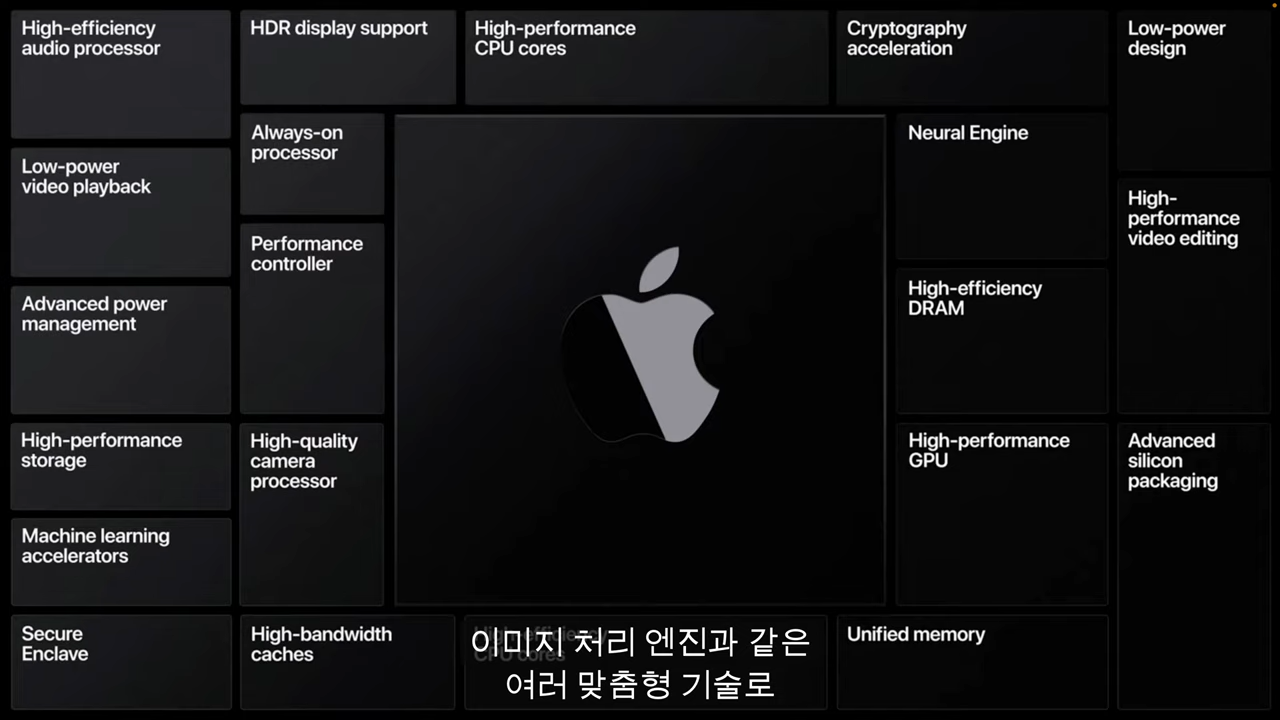 High-efficiency
audio processor
HDR display support
High-performance
CPU cores
Cryptography
acceleration
Low-power
design
Always-on
processor
Neural Engine
Low-power
video playback
High-
performance
video editing
Performance
controller
High-efficiency
DRAM
Advanced power
management
High-performance
storage
High-quality
camera
processor
High-performance
GPU
Advanced
silicon
packaging
Machine learning
accelerators
Secure
Enclave
High-bandwidth
caches
High-efficiency
CPU cores
Unified memory
이미지 처리 엔진과 같은
여러 맞춤형 기술로